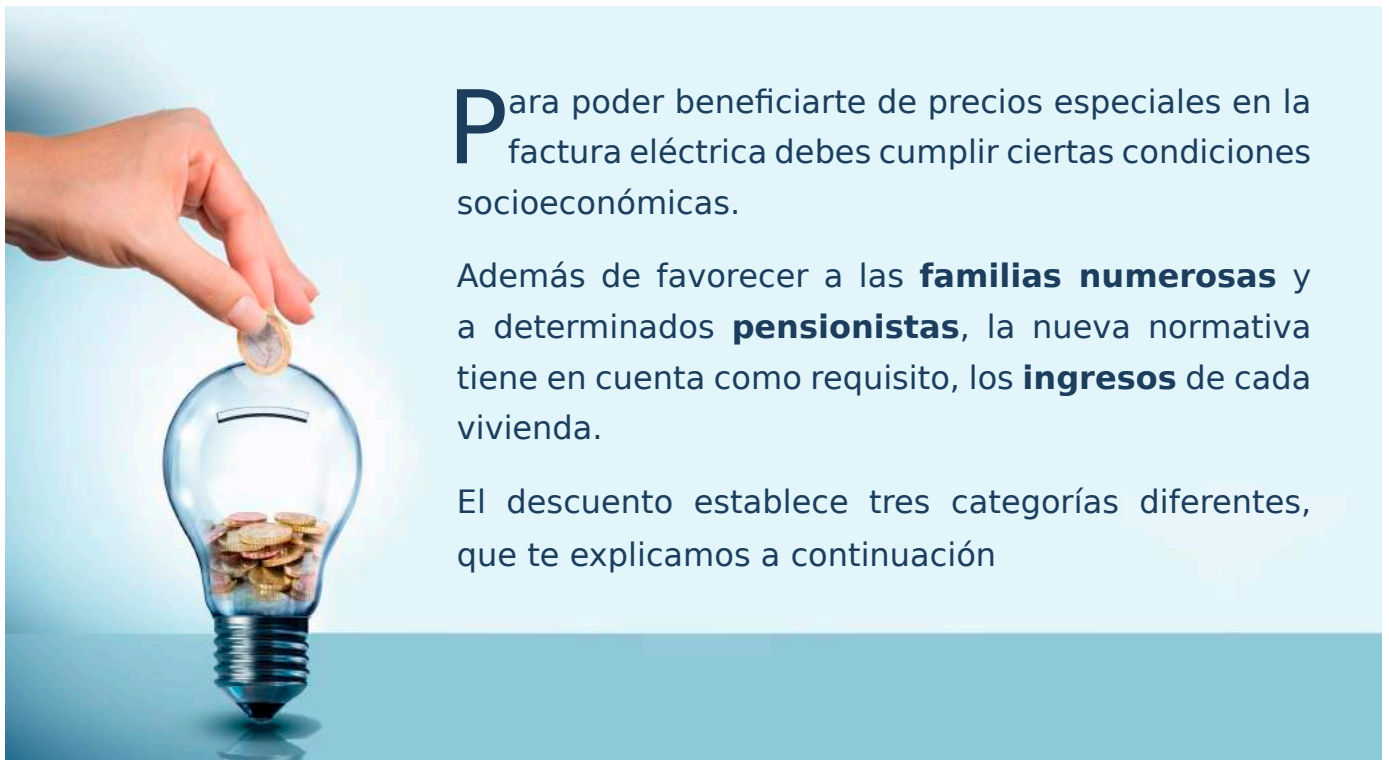 Para poder beneficiarte de precios especiales en la
factura eléctrica debes cumplir ciertas condiciones
socioeconómicas.
Además de favorecer a las familias numerosas y
a determinados pensionistas, la nueva normativa
tiene en cuenta como requisito, los ingresos de cada
vivienda.
El descuento establece tres categorías diferentes,
que te explicamos a continuación